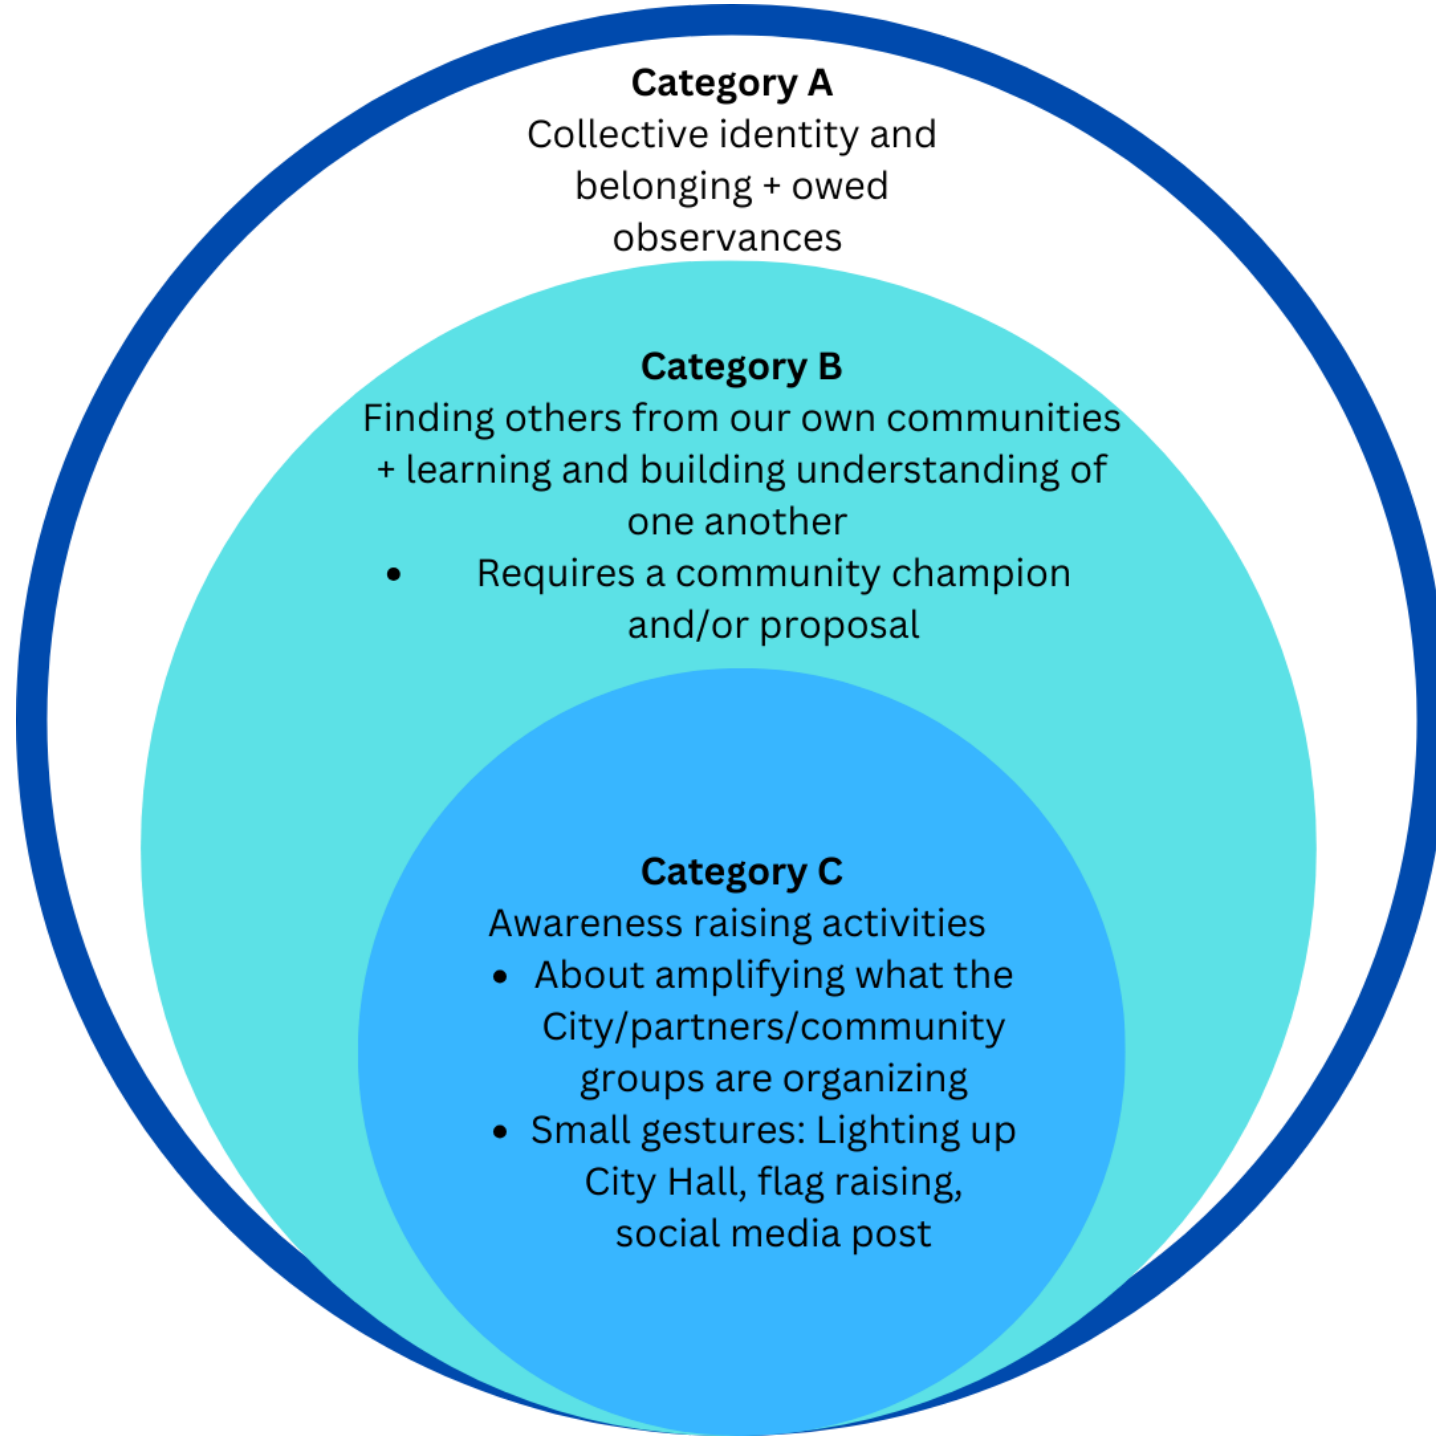 Category A
Collective identity and
belonging + owed
observances
Category B
Finding others from our own communities
+ learning and building understanding of
one another
• Requires a community champion
and/or proposal
Category C
Awareness raising activities
• About amplifying what the
City/partners/community
groups are organizing
• Small gestures: Lighting up
City Hall, flag raising,
social media post